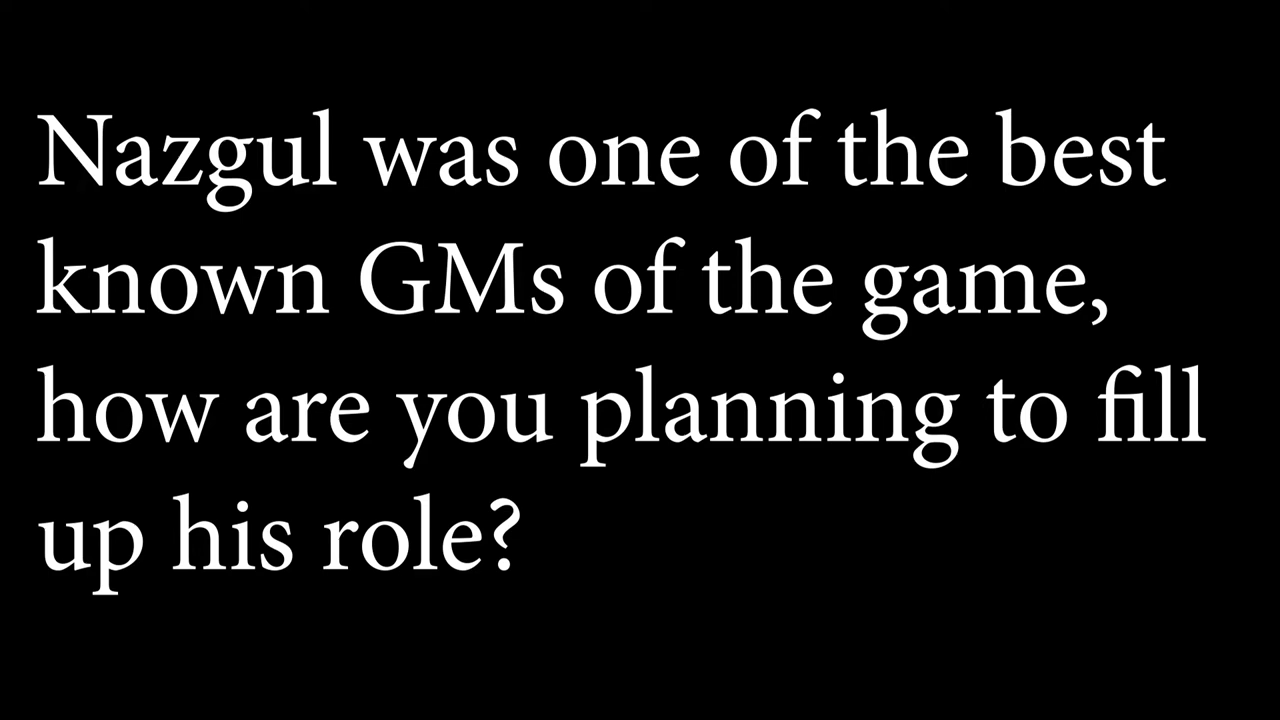 Nazgul was one of the best
known GMs of the game,
how are you planning to fill
up his role?